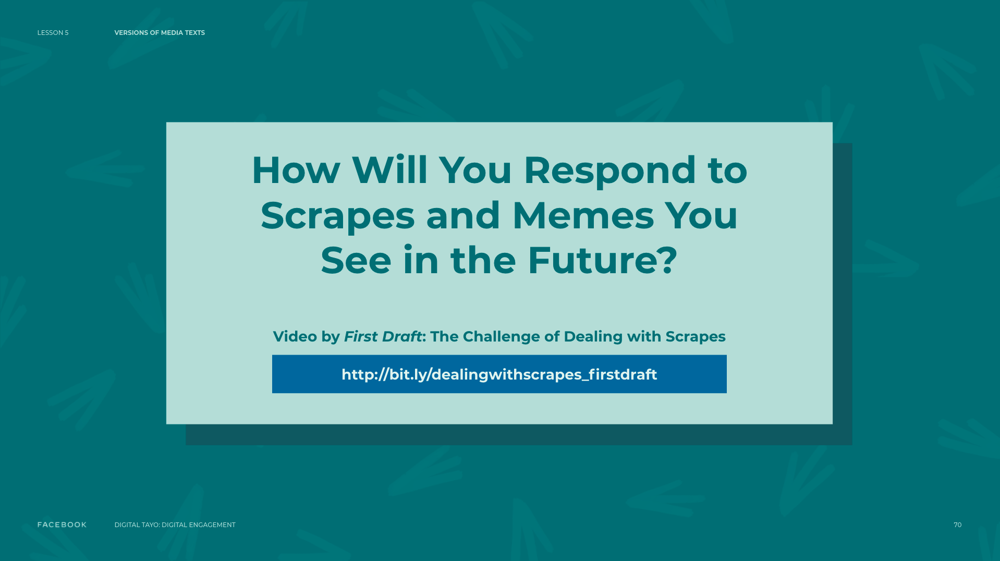 LESSON 5
VERSIONS OF MEDIA TEXTS
How Will You Respond to
Scrapes and Memes You
See in the Future?
Video by First Draft: The Challenge of Dealing with Scrapes
http://bit.ly/dealingwithscrapes_firstdraft
FACEBOOK
DIGITAL TAYO: DIGITAL ENGAGEMENT
70